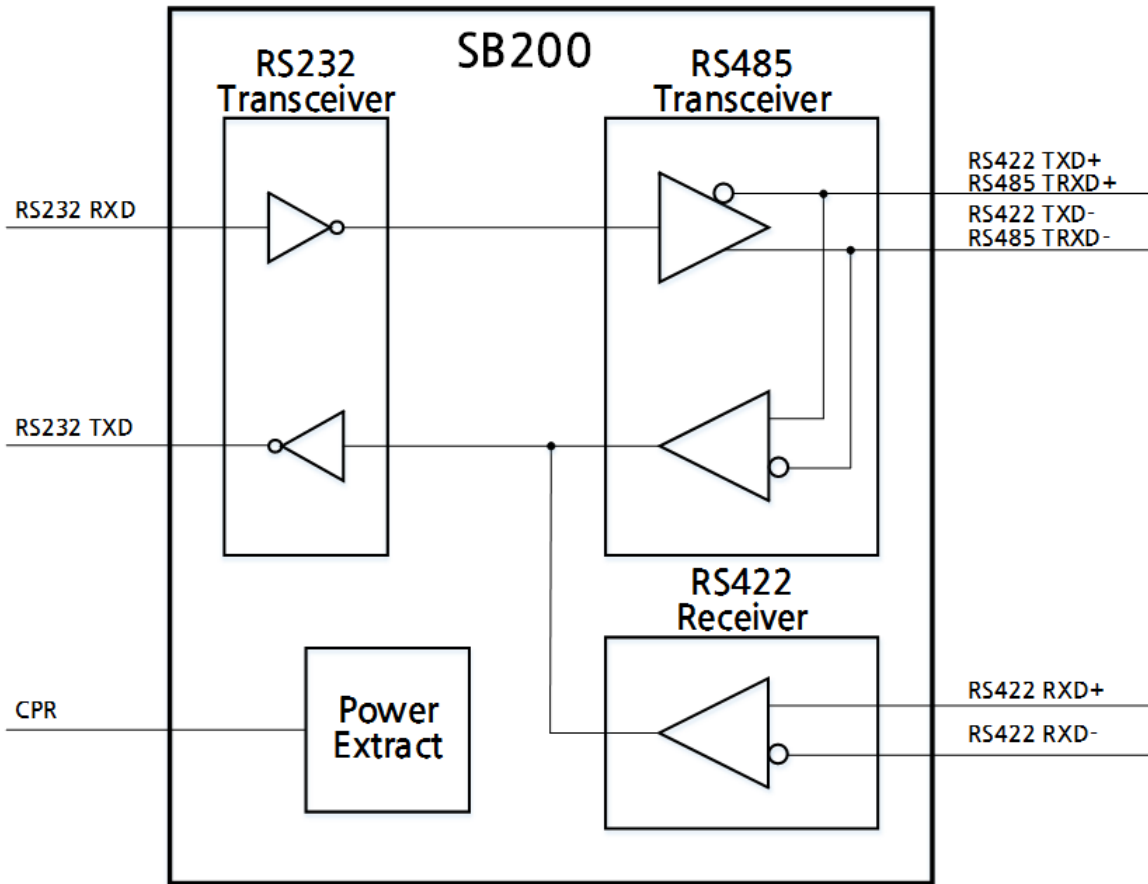 SB200
RS232
Transceiver
RS485
Transceiver
RS232 RXD
RS422 TXD+
RS485 TRXD+
RS422 TXD-
RS485 TRXD-
RS232 TXD
RS422
Receiver
CPR
Power
Extract
RS422 RXD+
RS422 RXD-